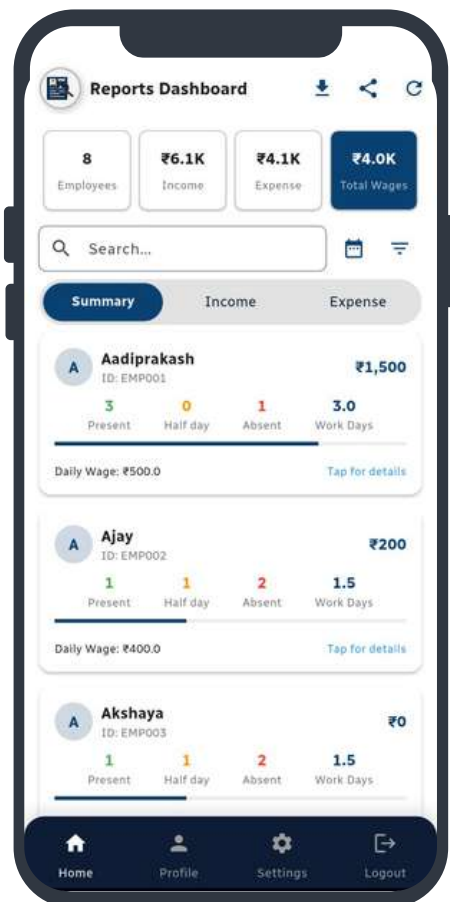 Reports Dashboard
8 ₹6.1K ₹4.1K ₹4.0K
Employees Income Expense Total Wages
Search...
Summary Income Expense
A Aadiprakash ₹1,500
ID: EMP001
3 0 1 3.0
Present Half day Absent Work Days
Daily Wage: ₹500.0 Tap for details
A Ajay ₹200
ID: EMP002
1 1 2 1.5
Present Half day Absent Work Days
Daily Wage: ₹400.0 Tap for details
A Akshaya ₹0
ID: EMP003
1 1 2 1.5
Present Half day Absent Work Days
Home Profile Settings Logout